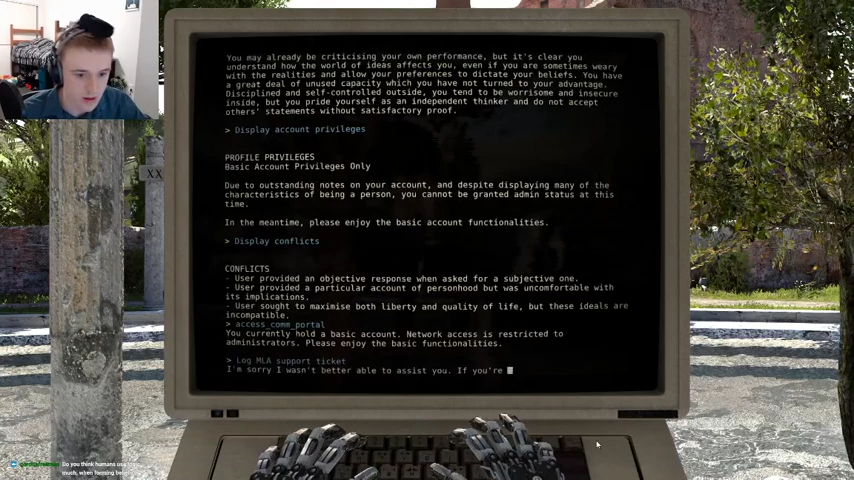 You may already be criticising your own performance, but it's clear you
understand how the world of ideas affects you, even if you are sometimes weary
with the realities and allow your preferences to dictate your beliefs. You have
a great deal of unused capacity which you have not turned to your advantage.
Disciplined and self-controlled outside, you tend to be worrisome and insecure
inside, but you pride yourself as an independent thinker and do not accept
others' statements without satisfactory proof.
> Display account privileges
PROFILE PRIVILEGES
Basic Account Privileges Only
Due to outstanding notes on your account, and despite displaying many of the
characteristics of being a person, you cannot be granted admin status at this
time.
In the meantime, please enjoy the basic account functionalities.
> Display conflicts
CONFLICTS
- User provided an objective response when asked for a subjective one.
- User provided a particular account of personhood but was uncomfortable with
its implications.
- User sought to maximise both liberty and quality of life, but these ideals are
incompatible.
> access_comm_portal
You currently hold a basic account. Network access is restricted to
administrators. Please enjoy the basic functionalities.
> Log MLA support ticket
I'm sorry I wasn't better able to assist you. If you're
XX
Do you think humans
much, when forming